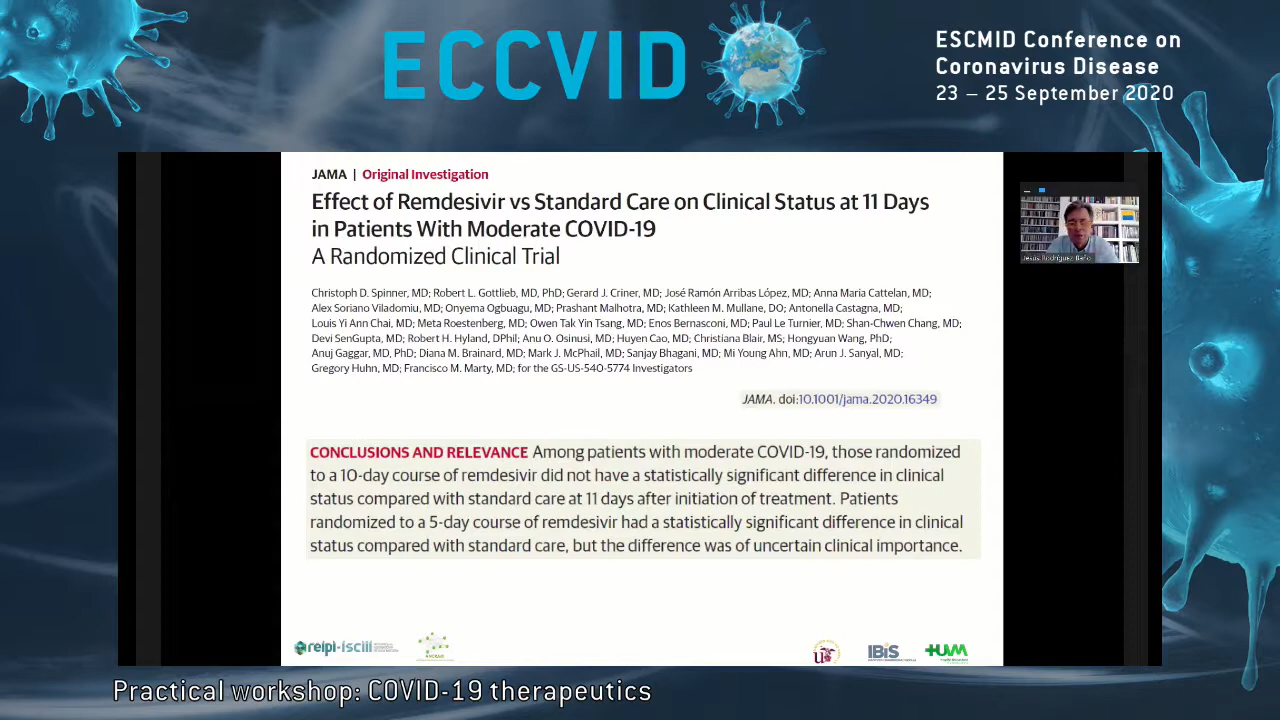 ECCVID
ESCMID Conference on
Coronavirus Disease
23 – 25 September 2020
JAMA | Original Investigation
Effect of Remdesivir vs Standard Care on Clinical Status at 11 Days
in Patients With Moderate COVID-19
A Randomized Clinical Trial
Christoph D. Spinner, MD; Robert L. Gottlieb, MD, PhD; Gerard J. Criner, MD; José Ramón Arribas López, MD; Anna Maria Cattelan, MD;
Alex Soriano Viladomiu, MD; Onyema Ogbuagu, MD; Prashant Malhotra, MD; Kathleen M. Mullane, DO; Antonella Castagna, MD;
Louis Yi Ann Chai, MD; Meta Roestenberg, MD; Owen Tak Yin Tsang, MD; Enos Bernasconi, MD; Paul Le Turnier, MD; Shan-Chwen Chang, MD;
Devi SenGupta, MD; Robert H. Hyland, DPhil; Anu O. Osinusi, MD; Huyen Cao, MD; Christiana Blair, MS; Hongyuan Wang, PhD;
Anuj Gaggar, MD, PhD; Diana M. Brainard, MD; Mark J. McPhail, MD; Sanjay Bhagani, MD; Mi Young Ahn, MD; Arun J. Sanyal, MD;
Gregory Huhn, MD; Francisco M. Marty, MD; for the GS-US-540-5774 Investigators
JAMA. doi:10.1001/jama.2020.16349
Jesús Rodríguez Baño
CONCLUSIONS AND RELEVANCE Among patients with moderate COVID-19, those randomized
to a 10-day course of remdesivir did not have a statistically significant difference in clinical
status compared with standard care at 11 days after initiation of treatment. Patients
randomized to a 5-day course of remdesivir had a statistically significant difference in clinical
status compared with standard care, but the difference was of uncertain clinical importance.
reipi-isciii
IBiS
HUVM
Practical workshop: COVID-19 therapeutics